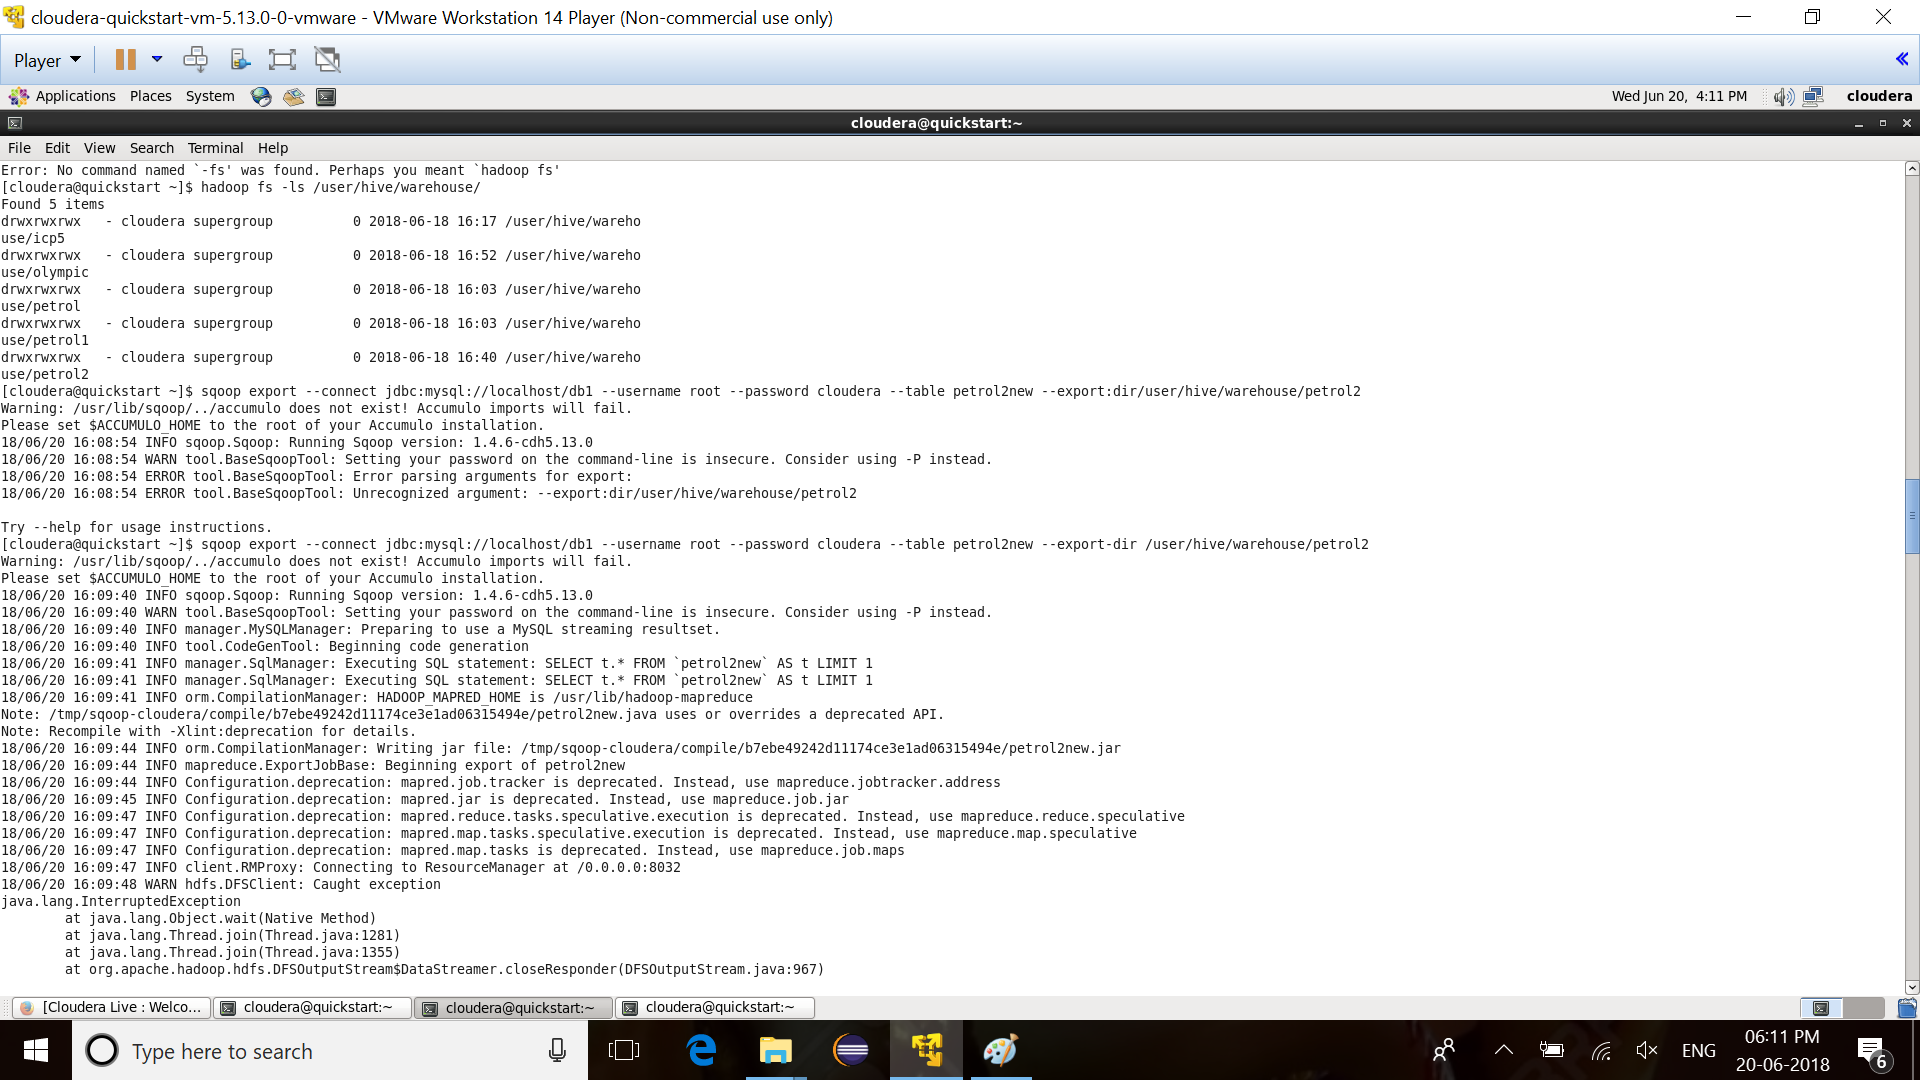 cloudera-quickstart-vm-5.13.0-0-vmware - VMware Workstation 14 Player (Non-commercial use only)
Player
Applications Places System Wed Jun 20, 4:11 PM cloudera
cloudera@quickstart:~
File Edit View Search Terminal Help
Error: No command named `-fs' was found. Perhaps you meant `hadoop fs'
[cloudera@quickstart ~]$ hadoop fs -ls /user/hive/warehouse/
Found 5 items
drwxrwxrwx   - cloudera supergroup          0 2018-06-18 16:17 /user/hive/wareho
use/icp5
drwxrwxrwx   - cloudera supergroup          0 2018-06-18 16:52 /user/hive/wareho
use/olympic
drwxrwxrwx   - cloudera supergroup          0 2018-06-18 16:03 /user/hive/wareho
use/petrol
drwxrwxrwx   - cloudera supergroup          0 2018-06-18 16:03 /user/hive/wareho
use/petrol1
drwxrwxrwx   - cloudera supergroup          0 2018-06-18 16:40 /user/hive/wareho
use/petrol2
[cloudera@quickstart ~]$ sqoop export --connect jdbc:mysql://localhost/db1 --username root --password cloudera --table petrol2new --export:dir/user/hive/warehouse/petrol2
Warning: /usr/lib/sqoop/../accumulo does not exist! Accumulo imports will fail.
Please set $ACCUMULO_HOME to the root of your Accumulo installation.
18/06/20 16:08:54 INFO sqoop.Sqoop: Running Sqoop version: 1.4.6-cdh5.13.0
18/06/20 16:08:54 WARN tool.BaseSqoopTool: Setting your password on the command-line is insecure. Consider using -P instead.
18/06/20 16:08:54 ERROR tool.BaseSqoopTool: Error parsing arguments for export:
18/06/20 16:08:54 ERROR tool.BaseSqoopTool: Unrecognized argument: --export:dir/user/hive/warehouse/petrol2
Try --help for usage instructions.
[cloudera@quickstart ~]$ sqoop export --connect jdbc:mysql://localhost/db1 --username root --password cloudera --table petrol2new --export-dir /user/hive/warehouse/petrol2
Warning: /usr/lib/sqoop/../accumulo does not exist! Accumulo imports will fail.
Please set $ACCUMULO_HOME to the root of your Accumulo installation.
18/06/20 16:09:40 INFO sqoop.Sqoop: Running Sqoop version: 1.4.6-cdh5.13.0
18/06/20 16:09:40 WARN tool.BaseSqoopTool: Setting your password on the command-line is insecure. Consider using -P instead.
18/06/20 16:09:40 INFO manager.MySQLManager: Preparing to use a MySQL streaming resultset.
18/06/20 16:09:40 INFO tool.CodeGenTool: Beginning code generation
18/06/20 16:09:41 INFO manager.SqlManager: Executing SQL statement: SELECT t.* FROM `petrol2new` AS t LIMIT 1
18/06/20 16:09:41 INFO manager.SqlManager: Executing SQL statement: SELECT t.* FROM `petrol2new` AS t LIMIT 1
18/06/20 16:09:41 INFO orm.CompilationManager: HADOOP_MAPRED_HOME is /usr/lib/hadoop-mapreduce
Note: /tmp/sqoop-cloudera/compile/b7ebe49242d11174ce3e1ad06315494e/petrol2new.java uses or overrides a deprecated API.
Note: Recompile with -Xlint:deprecation for details.
18/06/20 16:09:44 INFO orm.CompilationManager: Writing jar file: /tmp/sqoop-cloudera/compile/b7ebe49242d11174ce3e1ad06315494e/petrol2new.jar
18/06/20 16:09:44 INFO mapreduce.ExportJobBase: Beginning export of petrol2new
18/06/20 16:09:44 INFO Configuration.deprecation: mapred.job.tracker is deprecated. Instead, use mapreduce.jobtracker.address
18/06/20 16:09:45 INFO Configuration.deprecation: mapred.jar is deprecated. Instead, use mapreduce.job.jar
18/06/20 16:09:47 INFO Configuration.deprecation: mapred.reduce.tasks.speculative.execution is deprecated. Instead, use mapreduce.reduce.speculative
18/06/20 16:09:47 INFO Configuration.deprecation: mapred.map.tasks.speculative.execution is deprecated. Instead, use mapreduce.map.speculative
18/06/20 16:09:47 INFO Configuration.deprecation: mapred.map.tasks is deprecated. Instead, use mapreduce.job.maps
18/06/20 16:09:47 INFO client.RMProxy: Connecting to ResourceManager at /0.0.0.0:8032
18/06/20 16:09:48 WARN hdfs.DFSClient: Caught exception
java.lang.InterruptedException
        at java.lang.Object.wait(Native Method)
        at java.lang.Thread.join(Thread.java:1281)
        at java.lang.Thread.join(Thread.java:1355)
        at org.apache.hadoop.hdfs.DFSOutputStream$DataStreamer.closeResponder(DFSOutputStream.java:967)
[Cloudera Live : Welco... cloudera@quickstart:~ cloudera@quickstart:~ cloudera@quickstart:~
Type here to search ENG 06:11 PM
20-06-2018 6